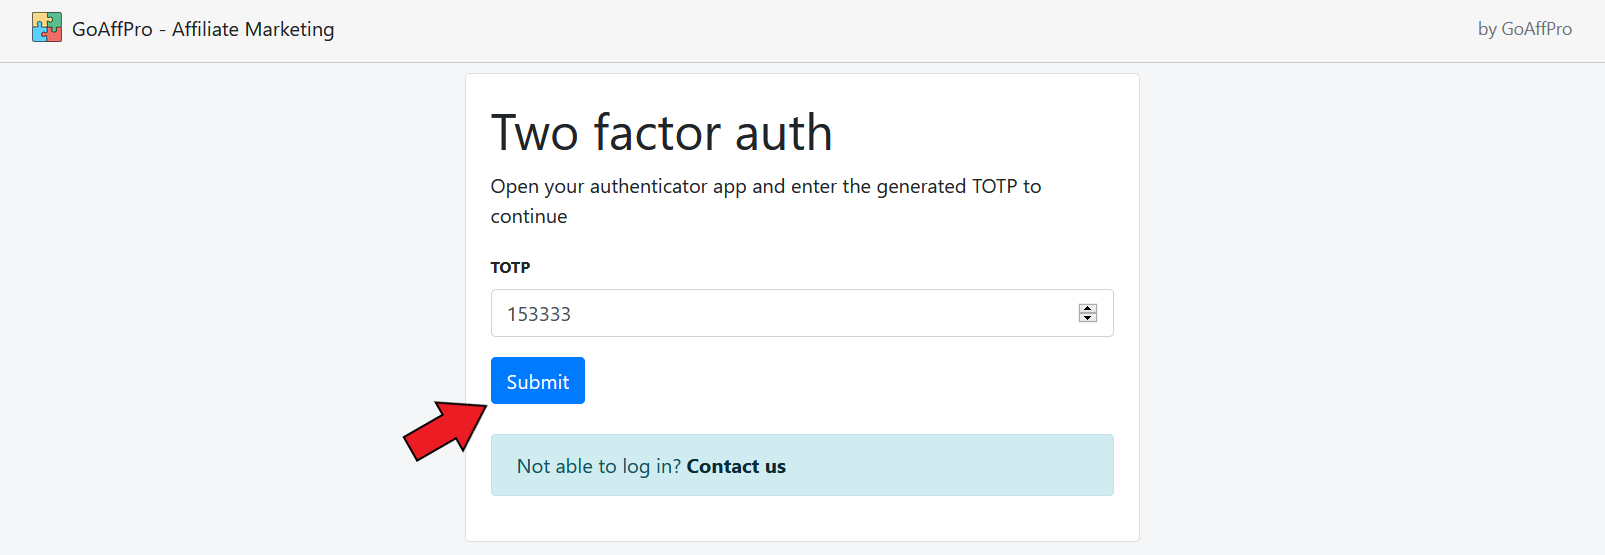 GoAffPro - Affiliate Marketing
by GoAffPro
Two factor auth
Open your authenticator app and enter the generated TOTP to
continue
TOTP
153333
Submit
Not able to log in? Contact us